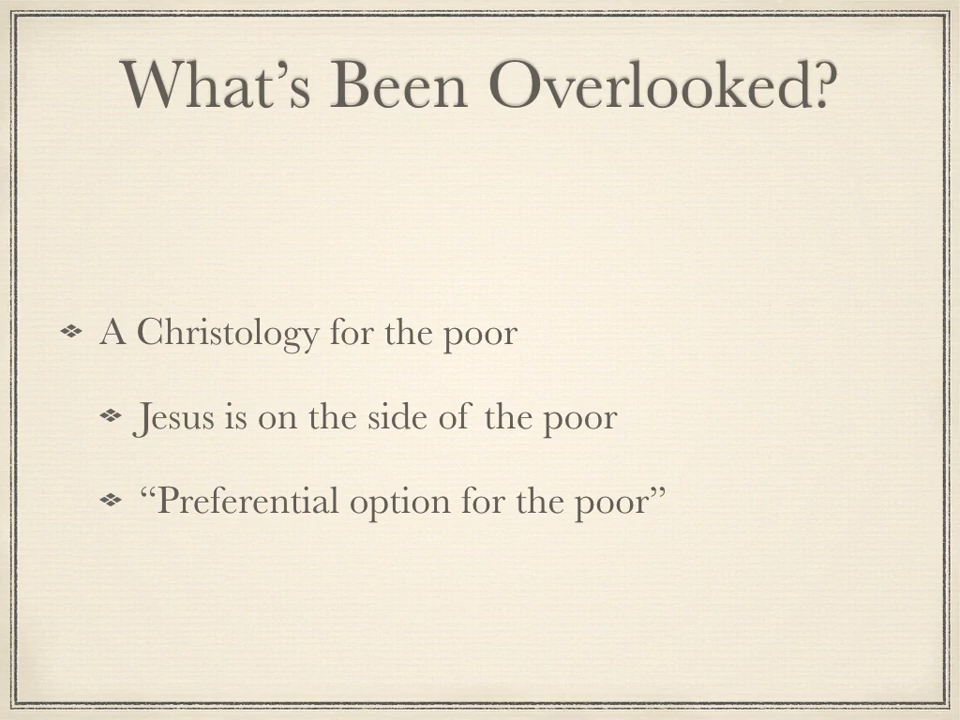 What’s Been Overlooked?
A Christology for the poor
Jesus is on the side of the poor
“Preferential option for the poor”